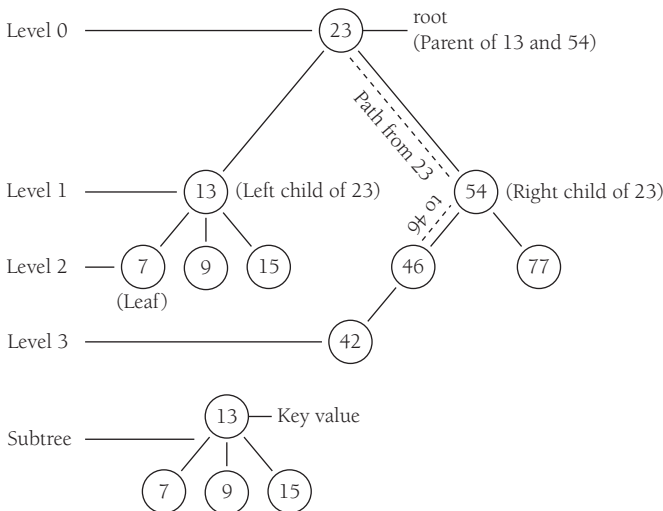 Level 0
23
root
(Parent of 13 and 54)
Path from 23
to 46
Level 1
13
(Left child of 23)
54
(Right child of 23)
Level 2
7
9
15
46
77
(Leaf)
Level 3
42
13
Key value
Subtree
7
9
15